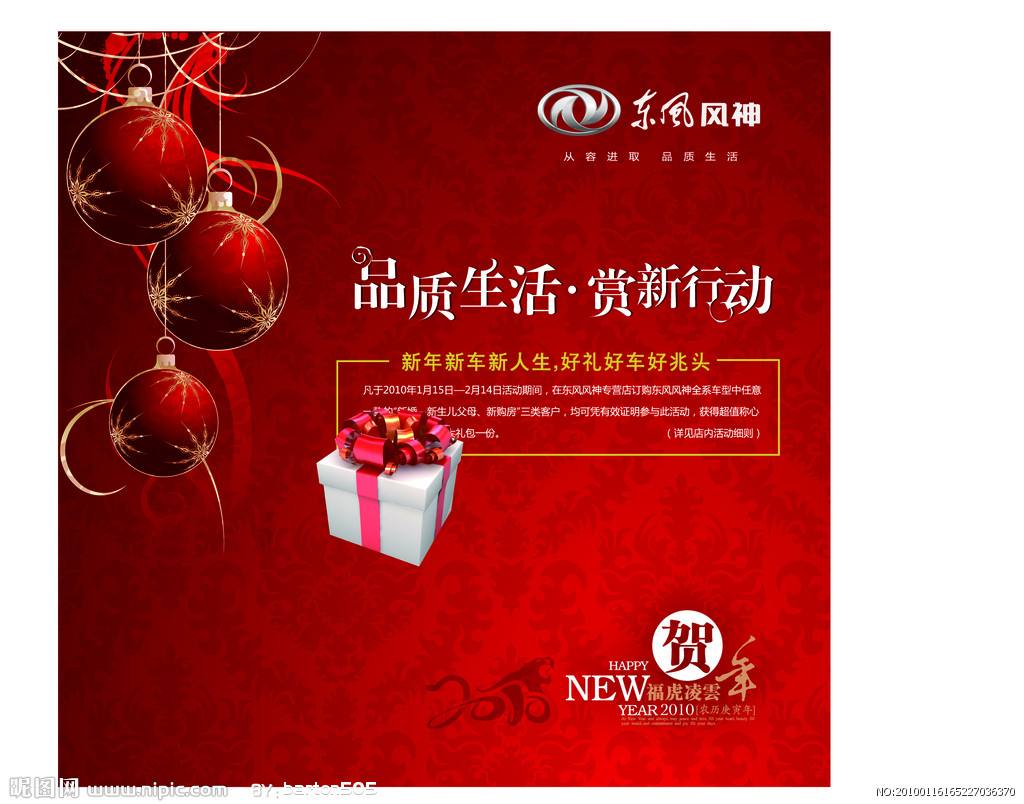 东风风神
从容进取 品质生活
品质生活·赏新行动
新年新车新人生,好礼好车好兆头
凡于2010年1月15日—2月14日活动期间，在东风风神专营店订购东风风神全系车型中任意
新生儿父母、新购房”三类客户，均可凭有效证明参与此活动，获得超值称心
礼包一份。 （详见店内活动细则）
贺年
HAPPY
NEW 福虎凌雲
YEAR 2010 [农历庚寅年]
2010
昵图网 www.nipic.com BY:barton505
NO:20100116165227036370